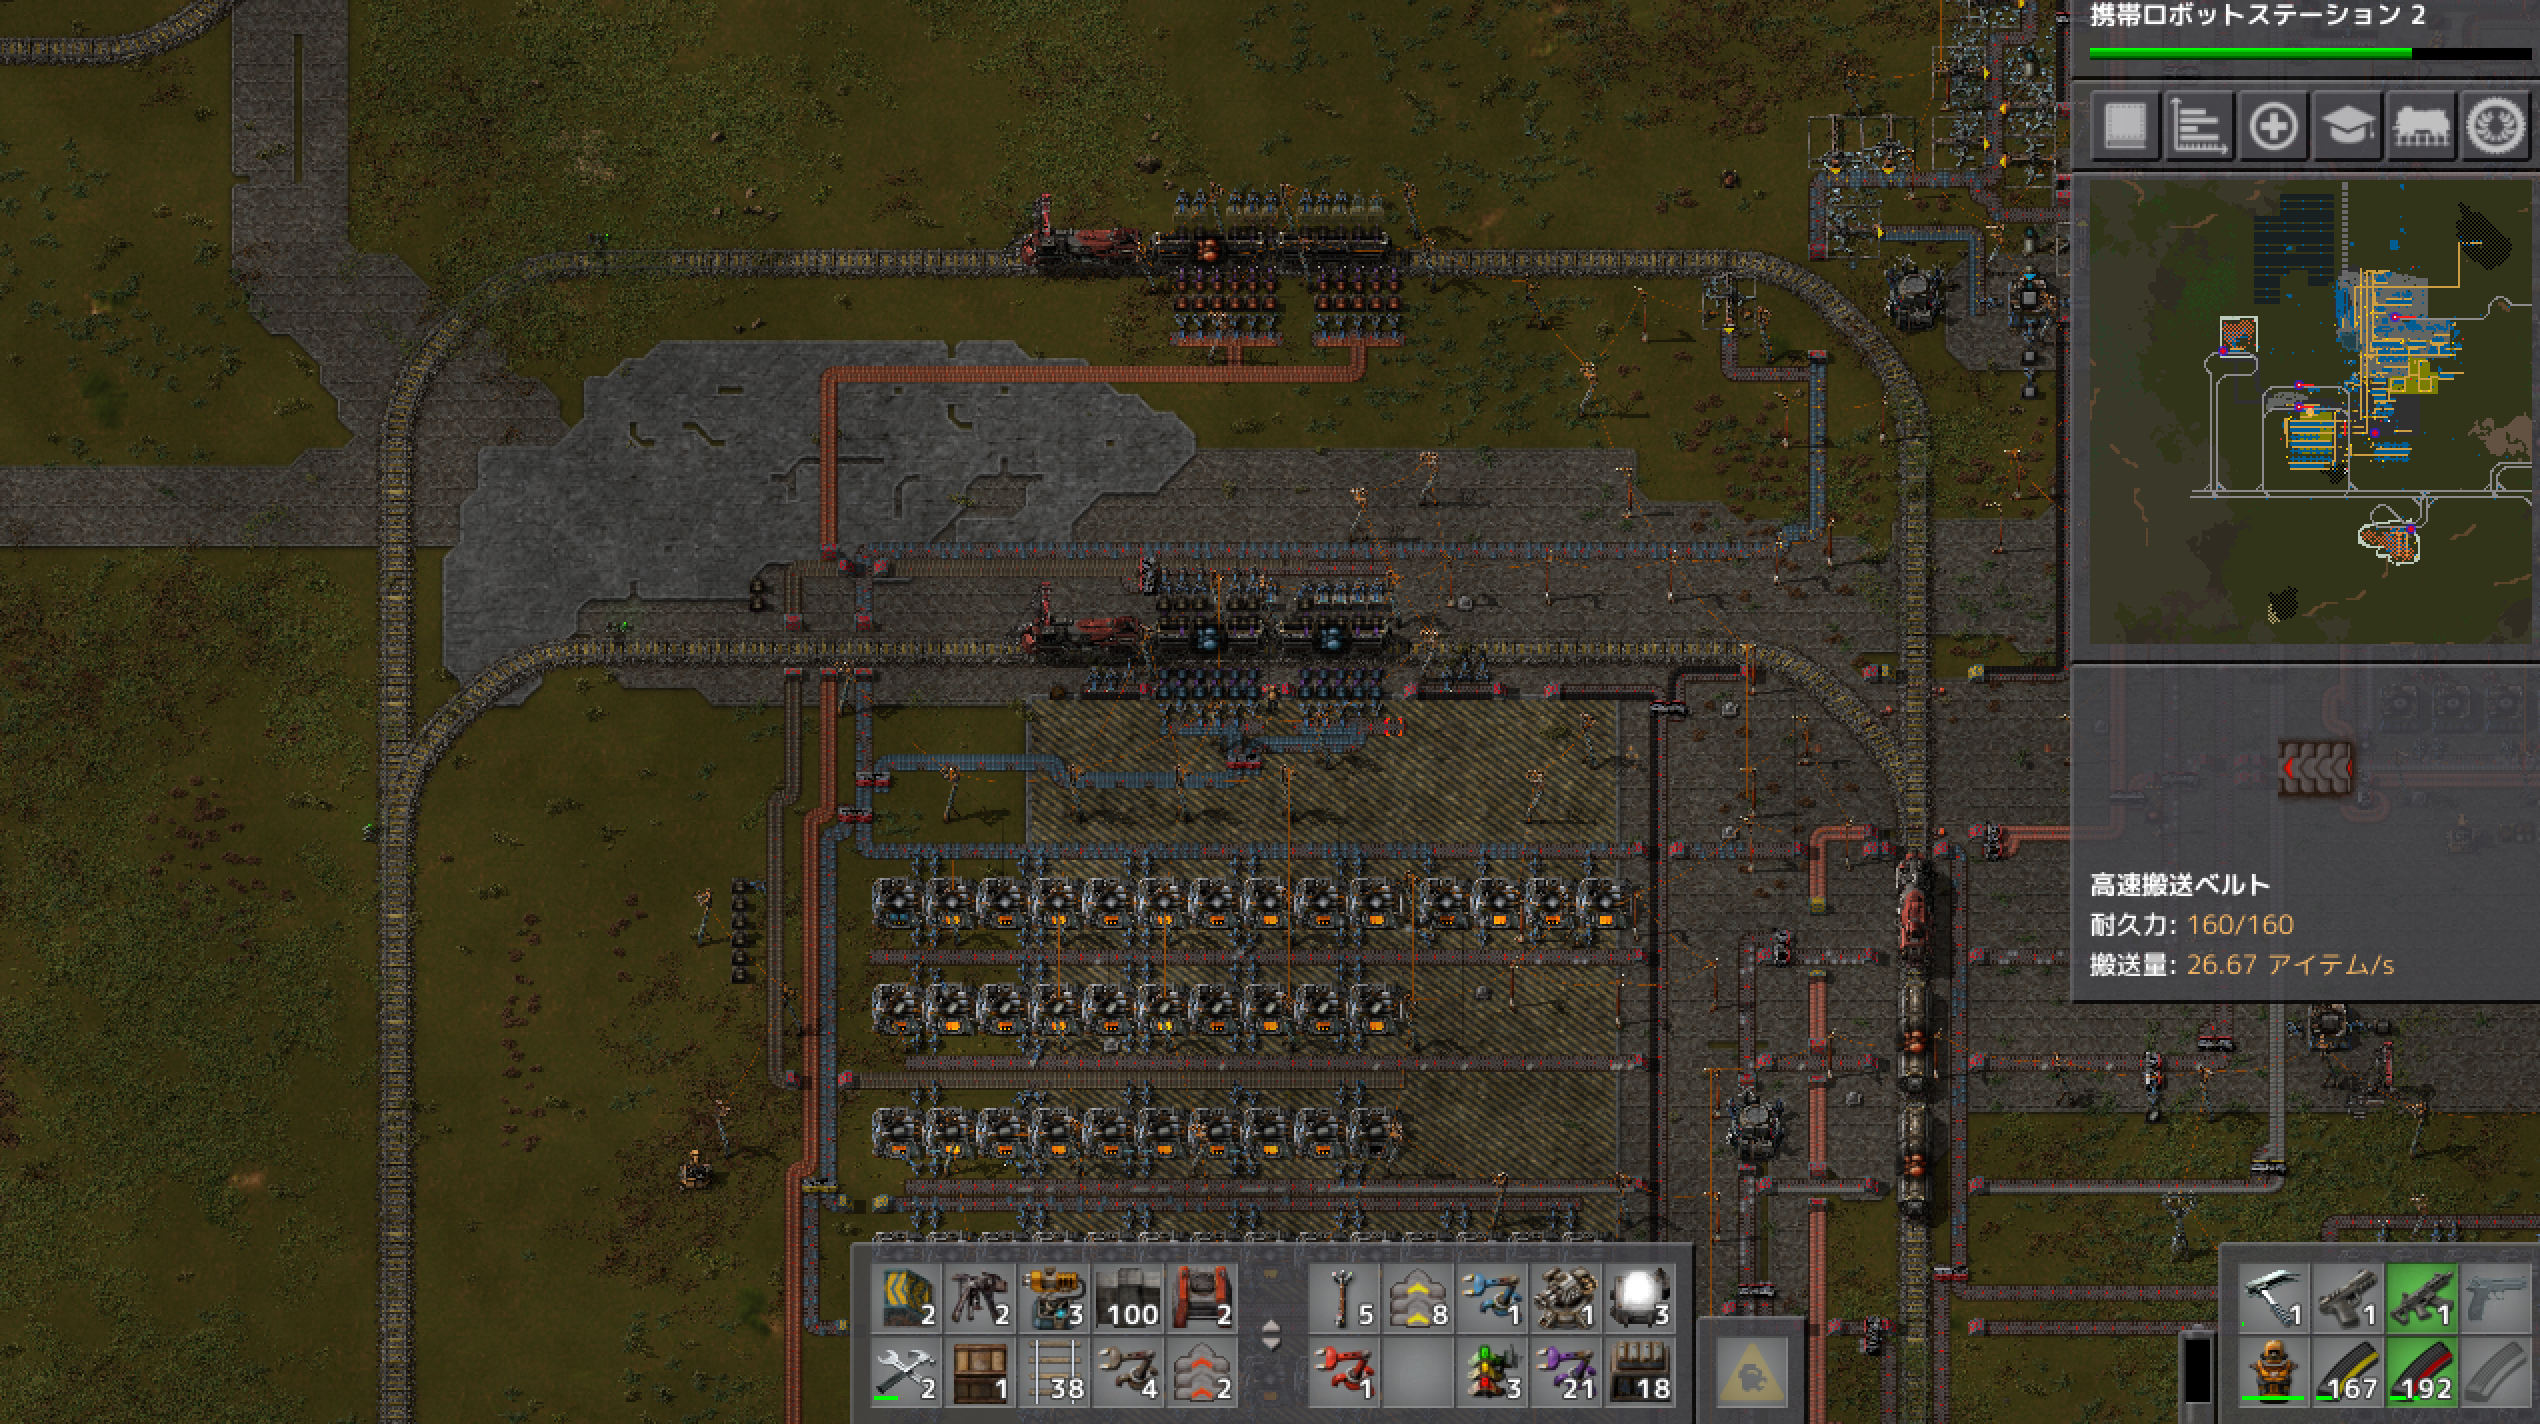 携帯ロボットステーション 2
高速搬送ベルト
耐久力: 160/160
搬送量: 26.67 アイテム/s
2 2 3 100 2 5 8 1 1 3
2 1 38 4 2 1 3 21 18
1 1 1
167 192